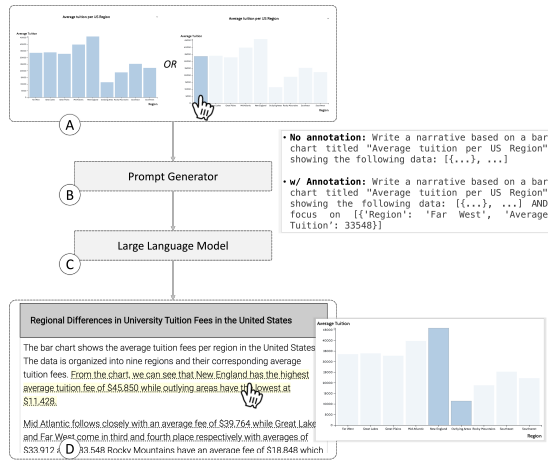 Average tuition per US Region
Average tuition per US Region
Average Tuition
Average Tuition
OR
Region
Region
A
• No annotation: Write a narrative based on a bar
chart titled "Average tuition per US Region"
showing the following data: [{...}, ...]
• w/ Annotation: Write a narrative based on a bar
chart titled "Average tuition per US Region"
showing the following data: [{...}, ...] AND
focus on [{'Region': 'Far West', 'Average
Tuition’: 33548}]
Prompt Generator
B
Large Language Model
C
Regional Differences in University Tuition Fees in the United States
The bar chart shows the average tuition fees per region in the United States
The data is organized into nine regions and their corresponding average
tuition fees. From the chart, we can see that New England has the highest
average tuition fee of $45,850 while outlying areas have the lowest at
$11,428.
Mid Atlantic follows closely with an average fee of $39,764 while Great Lake
and Far West come in third and fourth place respectively with averages of
$33,912 33,548 Rocky Mountains have an average fee of $18,848 which
D
Average Tuition
Far West Great Lakes Great Plains Mid Atlantic New England Outlying Areas Rocky Mountains Southeast Southwest
Region